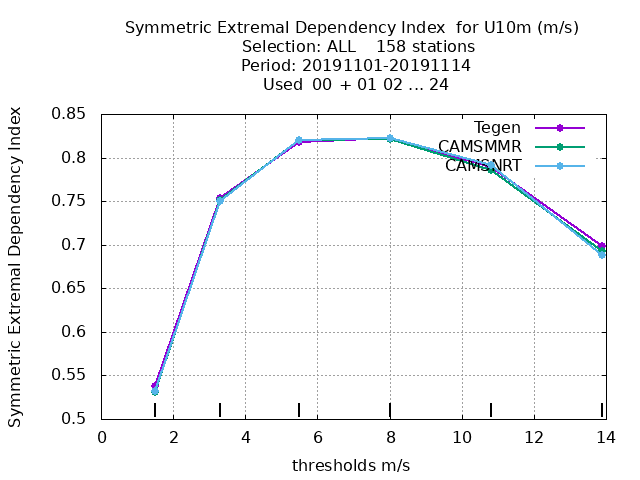 Symmetric Extremal Dependency Index for U10m (m/s)
Selection: ALL 158 stations
Period: 20191101-20191114
Used 00 + 01 02 ... 24
Symmetric Extremal Dependency Index
0.85
0.8
0.75
0.7
0.65
0.6
0.55
0.5
Tegen
CAMSMMR
CAMSNRT
0 2 4 6 8 10 12 14
thresholds m/s